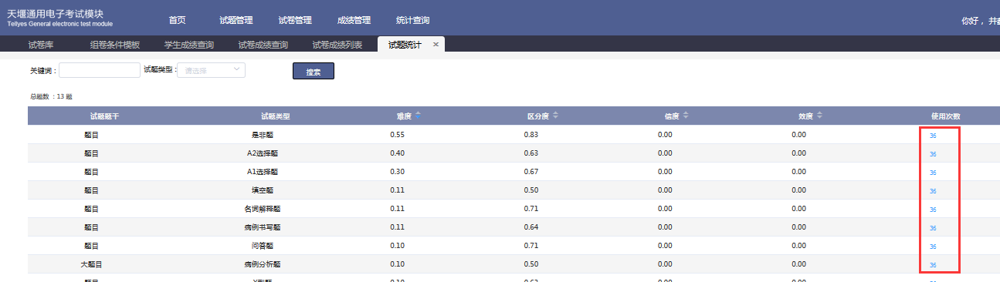 天堰通用电子考试模块
Tellyes General electronic test module
首页 试题管理 试卷管理 成绩管理 统计查询
你好，井
试卷库 组卷条件模板 学生成绩查询 试卷成绩查询 试卷成绩列表 试题统计 ×
关键词： 试题类型： 请选择 搜索
总题数 ：13 题
试题题干 试题类型 难度 区分度 信度 效度 使用次数
题目 是非题 0.55 0.83 0.00 0.00 36
题目 A2选择题 0.40 0.63 0.00 0.00 36
题目 A1选择题 0.30 0.67 0.00 0.00 36
题目 填空题 0.11 0.50 0.00 0.00 36
题目 名词解释题 0.11 0.71 0.00 0.00 36
题目 病例书写题 0.11 0.64 0.00 0.00 36
题目 问答题 0.10 0.71 0.00 0.00 36
大题目 病例分析题 0.10 0.50 0.00 0.00 36